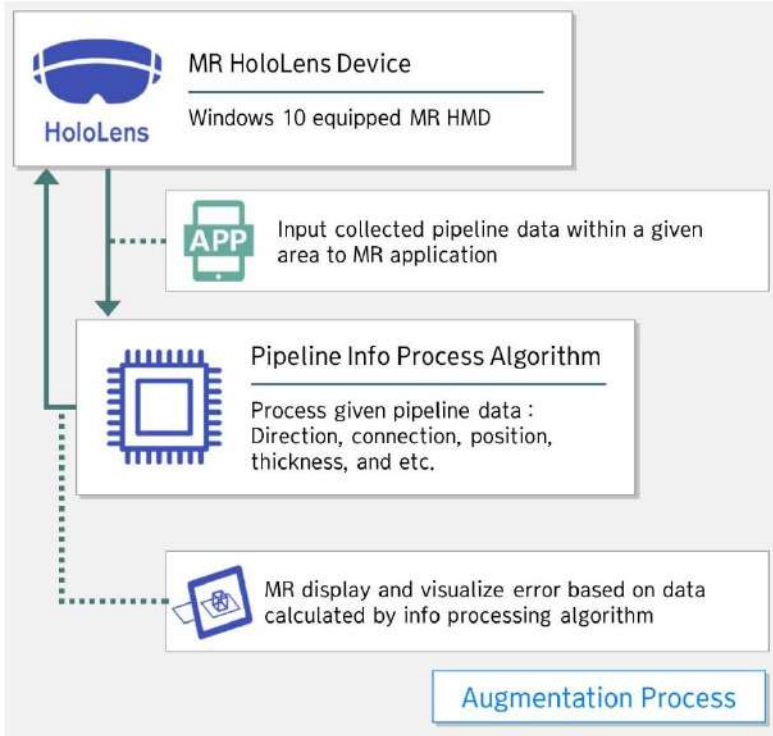 MR HoloLens Device
HoloLens
Windows 10 equipped MR HMD
APP
Input collected pipeline data within a given
area to MR application
Pipeline Info Process Algorithm
Process given pipeline data :
Direction, connection, position,
thickness, and etc.
MR display and visualize error based on data
calculated by info processing algorithm
Augmentation Process